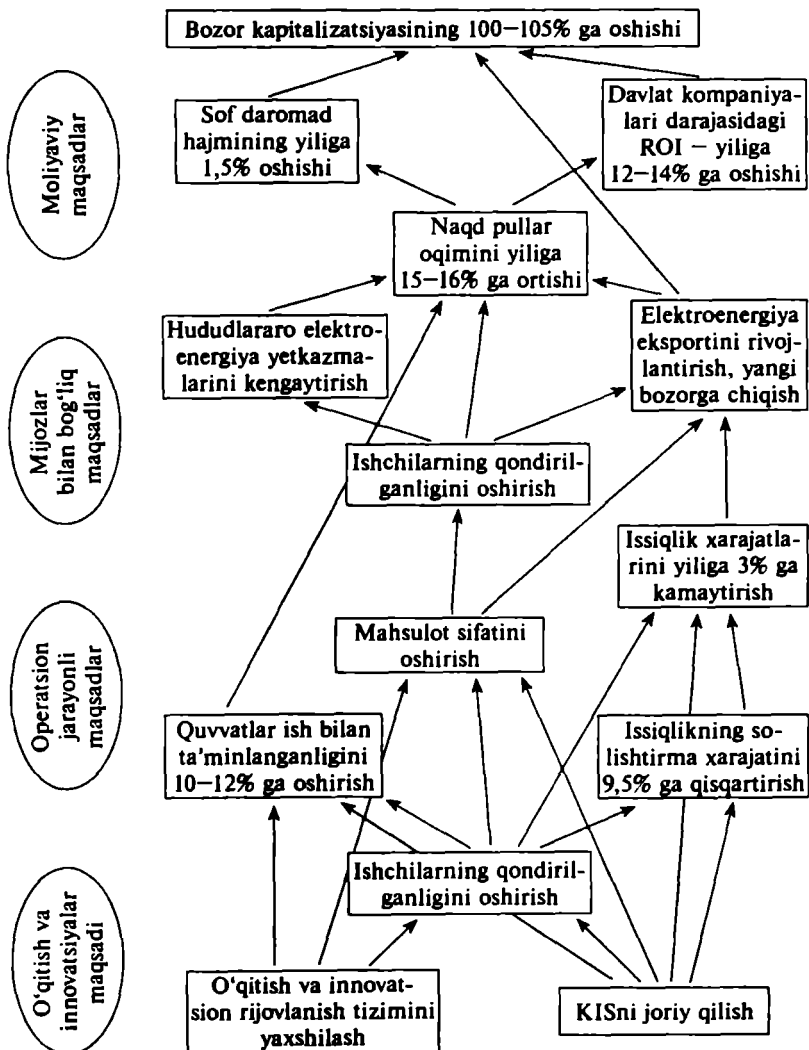 Bozor kapitalizatsiyasining 100–105% ga oshishi
Moliyaviy
maqsadlar
Sof daromad
hajmining yiliga
1,5% oshishi
Davlat kompaniya-
lari darajasidagi
ROI – yiliga
12–14% ga oshishi
Naqd pullar
oqimini yiliga
15–16% ga ortishi
Mijozlar
bilan bog‘liq
maqsadlar
Hududlararo elektro-
energiya yetkazma-
larini kengaytirish
Elektroenergiya
eksportini rivoj-
lantirish, yangi
bozorga chiqish
Ishchilarning qondiril-
ganligini oshirish
Issiqlik xarajatla-
rini yiliga 3% ga
kamaytirish
Operatsion
jarayonli
maqsadlar
Mahsulot sifatini
oshirish
Quvvatlar ish bilan
ta’minlanganligini
10–12% ga oshirish
Issiqlikning so-
lishtirma xarajatini
9,5% ga qisqartirish
O‘qitish va
innovatsiyalar
maqsadi
Ishchilarning qondiril-
ganligini oshirish
O‘qitish va innovat-
sion rijovlanish tizimini
yaxshilash
KISni joriy qilish